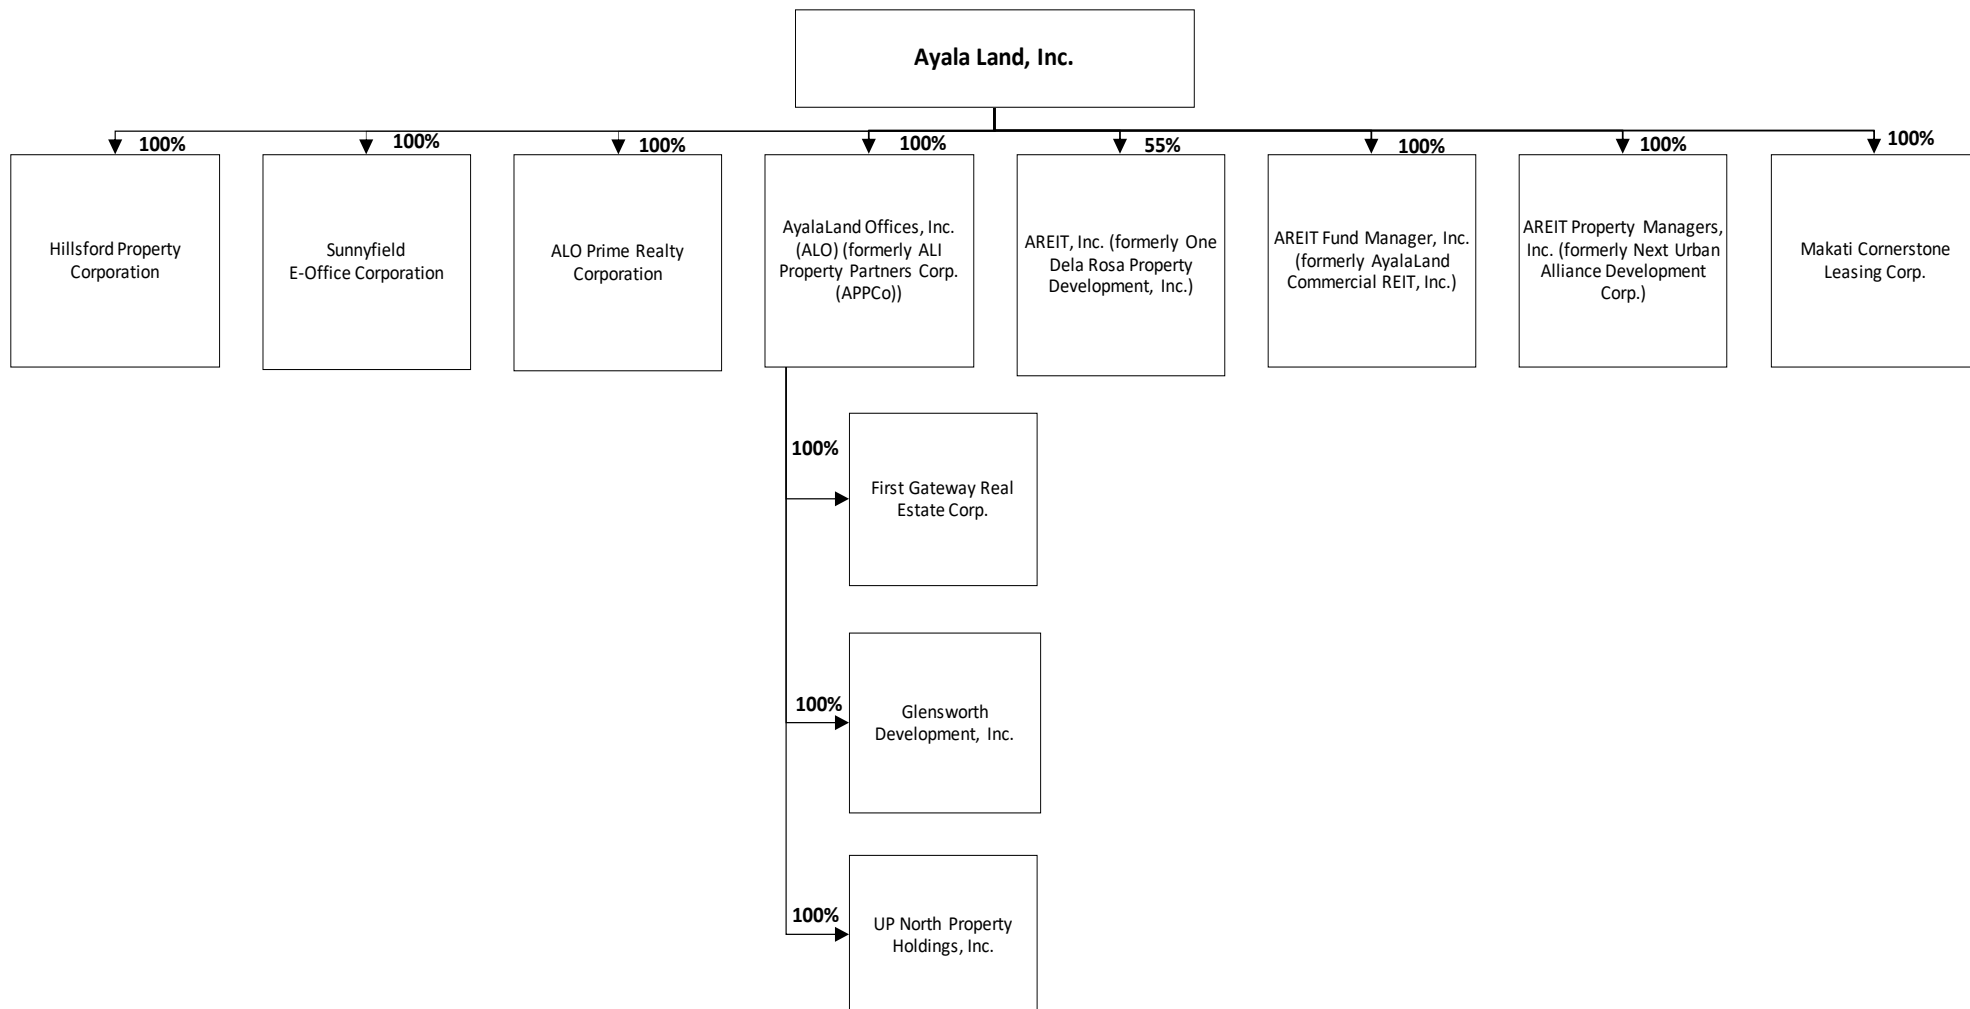 Ayala Land, Inc.
100%
100%
100%
100%
55%
100%
100%
100%
Hillsford Property
Corporation
Sunnyfield
E-Office Corporation
ALO Prime Realty
Corporation
AyalaLand Offices, Inc.
(ALO) (formerly ALI
Property Partners Corp.
(APPCo))
AREIT, Inc. (formerly One
Dela Rosa Property
Development, Inc.)
AREIT Fund Manager, Inc.
(formerly AyalaLand
Commercial REIT, Inc.)
AREIT Property Managers,
Inc. (formerly Next Urban
Alliance Development
Corp.)
Makati Cornerstone
Leasing Corp.
100%
First Gateway Real
Estate Corp.
100%
Glensworth
Development, Inc.
100%
UP North Property
Holdings, Inc.